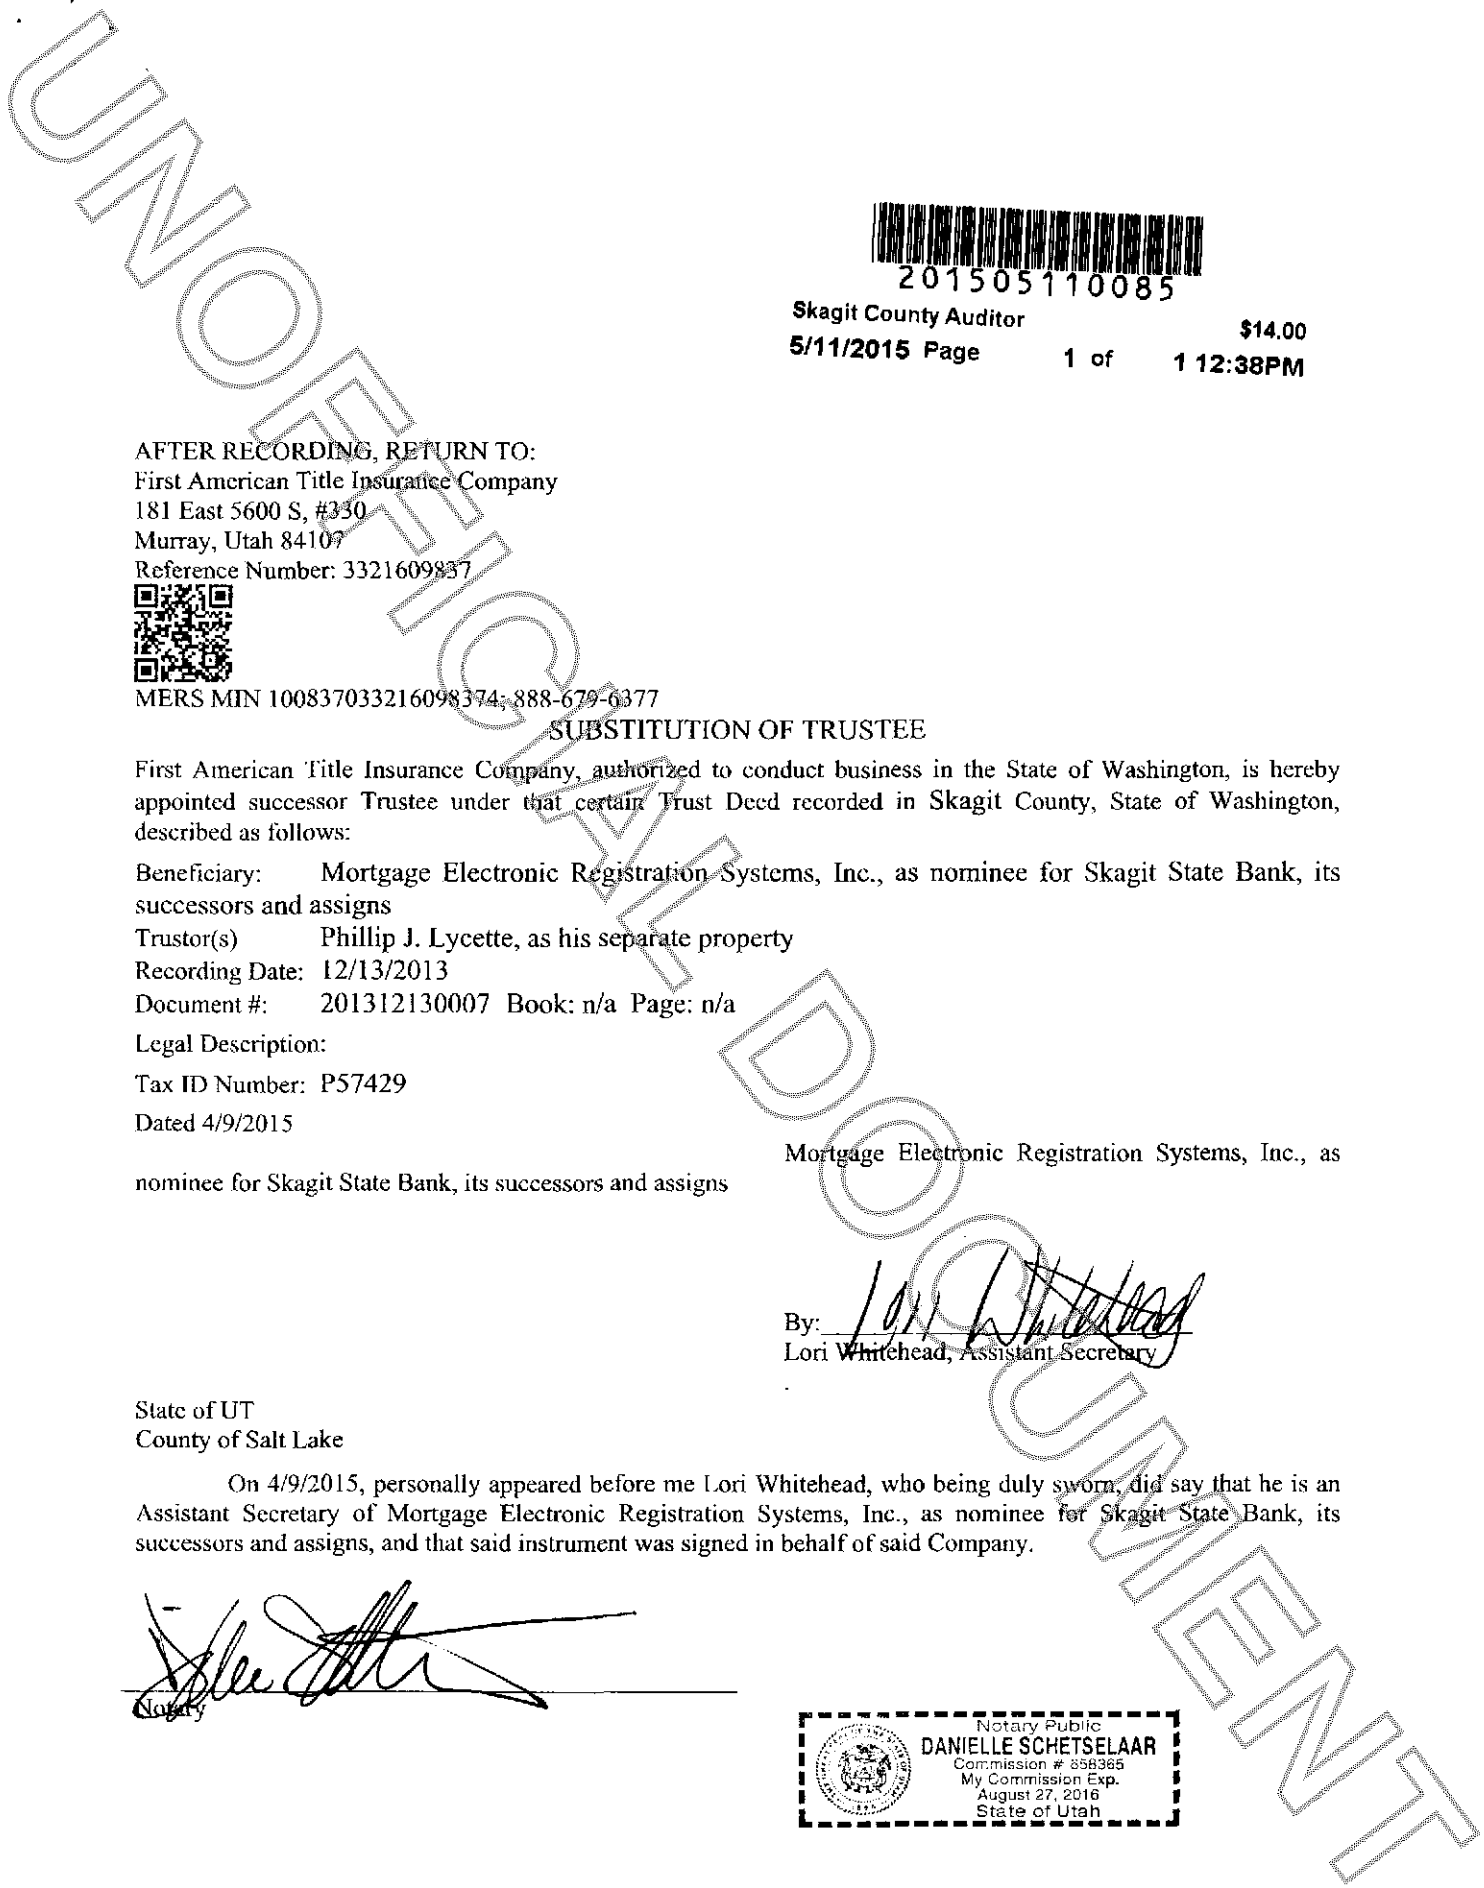 201505110085
Skagit County Auditor $14.00
5/11/2015 Page 1 of 1 12:38PM
AFTER RECORDING, RETURN TO:
First American Title Insurance Company
181 East 5600 S, #330
Murray, Utah 84107
Reference Number: 3321609837
MERS MIN 100837033216098374; 888-679-6377
SUBSTITUTION OF TRUSTEE
First American Title Insurance Company, authorized to conduct business in the State of Washington, is hereby
appointed successor Trustee under that certain Trust Deed recorded in Skagit County, State of Washington,
described as follows:
Beneficiary: Mortgage Electronic Registration Systems, Inc., as nominee for Skagit State Bank, its
successors and assigns
Trustor(s) Phillip J. Lycette, as his separate property
Recording Date: 12/13/2013
Document #: 201312130007 Book: n/a Page: n/a
Legal Description:
Tax ID Number: P57429
Dated 4/9/2015
Mortgage Electronic Registration Systems, Inc., as
nominee for Skagit State Bank, its successors and assigns
By: Lori Whitehead
Lori Whitehead, Assistant Secretary
State of UT
County of Salt Lake
On 4/9/2015, personally appeared before me Lori Whitehead, who being duly sworn, did say that he is an
Assistant Secretary of Mortgage Electronic Registration Systems, Inc., as nominee for Skagit State Bank, its
successors and assigns, and that said instrument was signed in behalf of said Company.
Notary
Notary Public
DANIELLE SCHETSELAAR
Commission # 658365
My Commission Exp.
August 27, 2016
State of Utah
UNOFFICIAL DOCUMENT